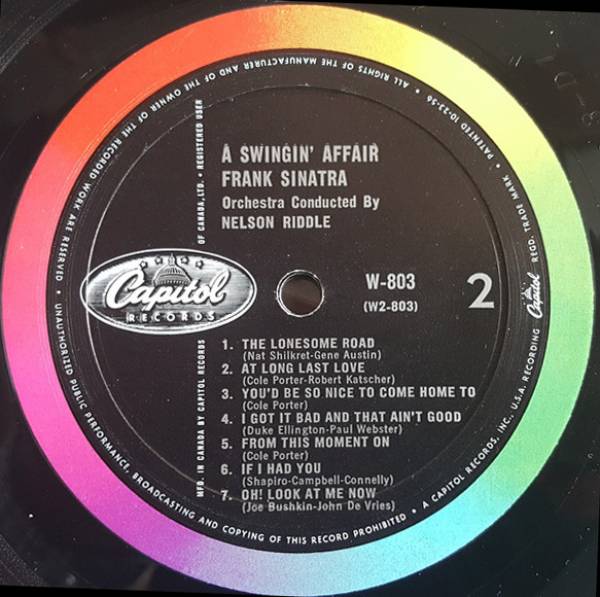 A SWINGIN' AFFAIR
FRANK SINATRA
Orchestra Conducted By
NELSON RIDDLE
Capitol
RECORDS
W-803
(W2-803)
2
1. THE LONESOME ROAD
(Nat Shilkret-Gene Austin)
2. AT LONG LAST LOVE
(Cole Porter-Robert Katscher)
3. YOU'D BE SO NICE TO COME HOME TO
(Cole Porter)
4. I GOT IT BAD AND THAT AIN'T GOOD
(Duke Ellington-Paul Webster)
5. FROM THIS MOMENT ON
(Cole Porter)
6. IF I HAD YOU
(Shapiro-Campbell-Connelly)
7. OH! LOOK AT ME NOW
(Joe Bushkin-John De Vries)
MFD. IN CANADA BY CAPITOL RECORDS OF CANADA, LTD. • REGISTERED USER
Capitol REGD. TRADE MARK • PATENTED 10-23-56 • ALL RIGHTS OF THE MANUFACTURER AND OF THE OWNER OF THE RECORDED WORK ARE RESERVED • UNAUTHORIZED PUBLIC PERFORMANCE, BROADCASTING AND COPYING OF THIS RECORD PROHIBITED • A CAPITOL RECORDS, INC., U.S.A. RECORDING